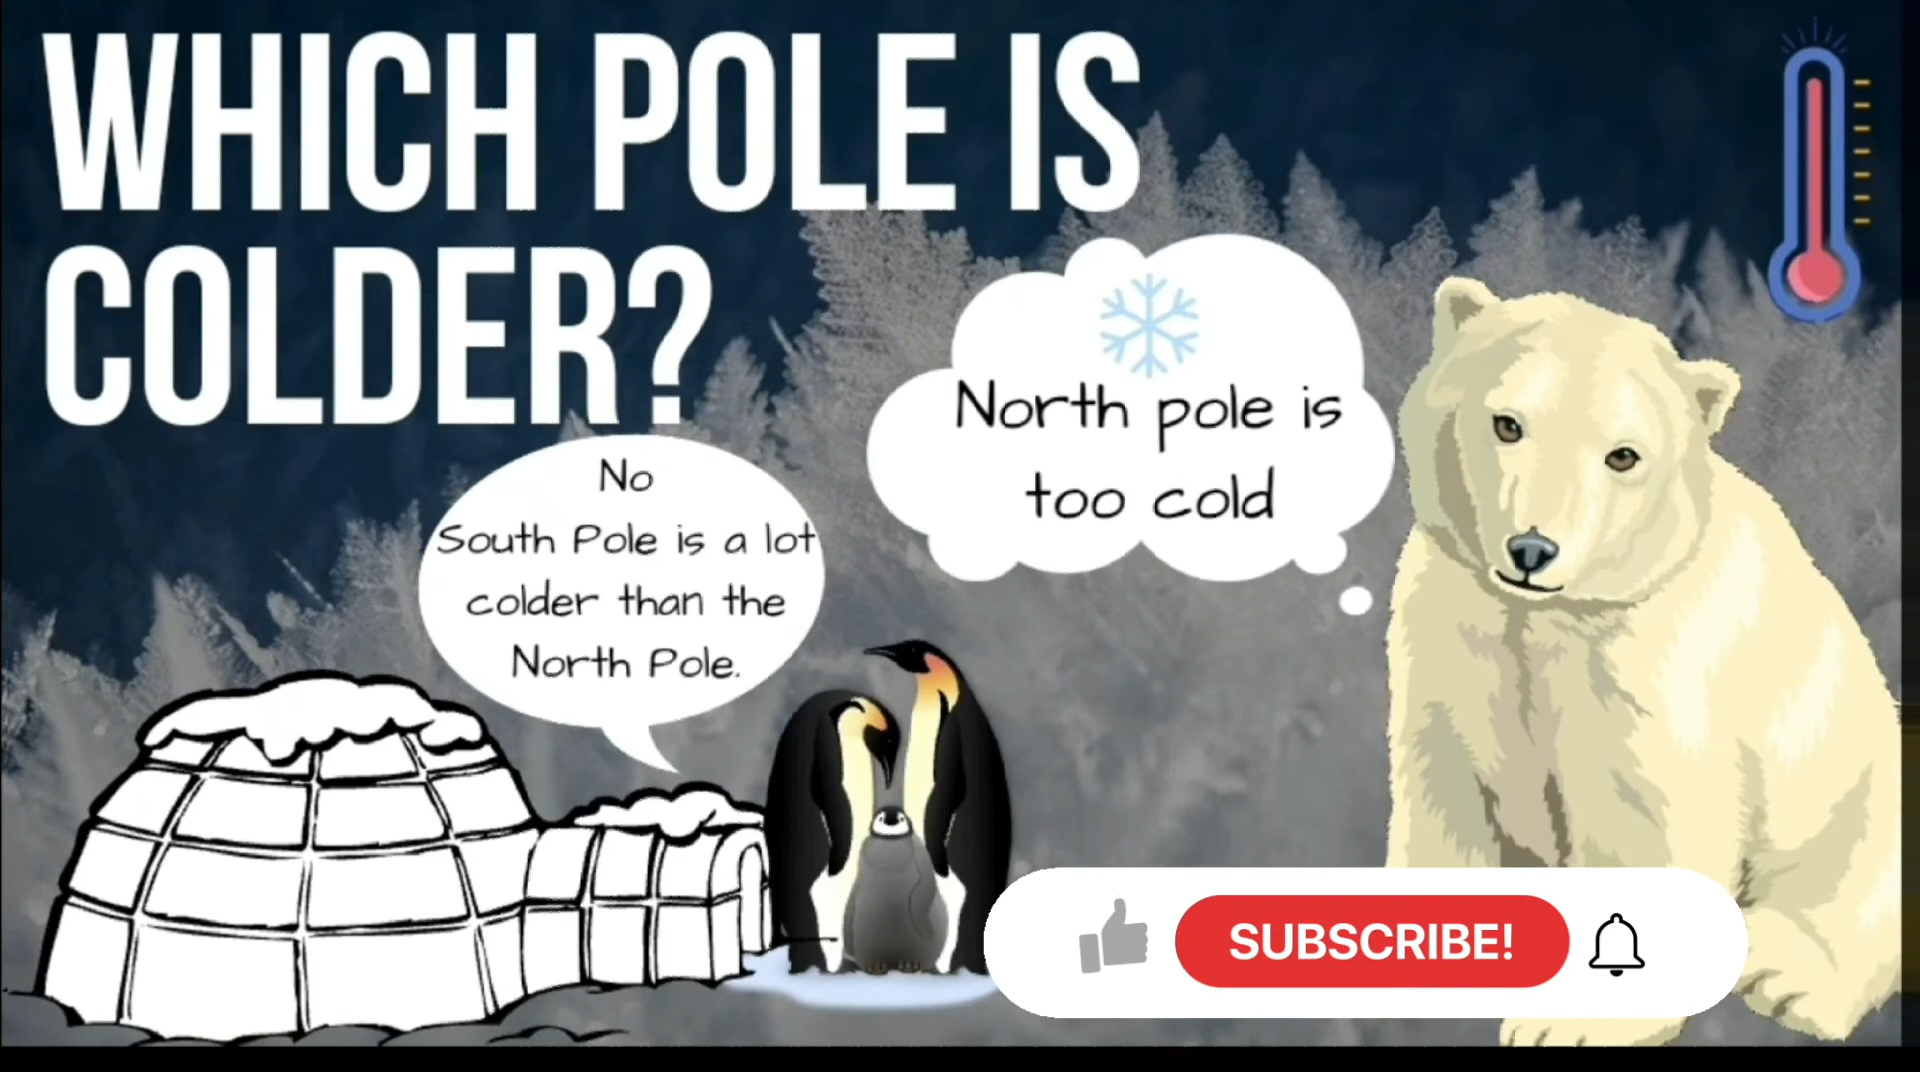 WHICH POLE IS
COLDER?
No
South Pole is a lot
colder than the
North Pole.
North pole is
too cold
SUBSCRIBE!